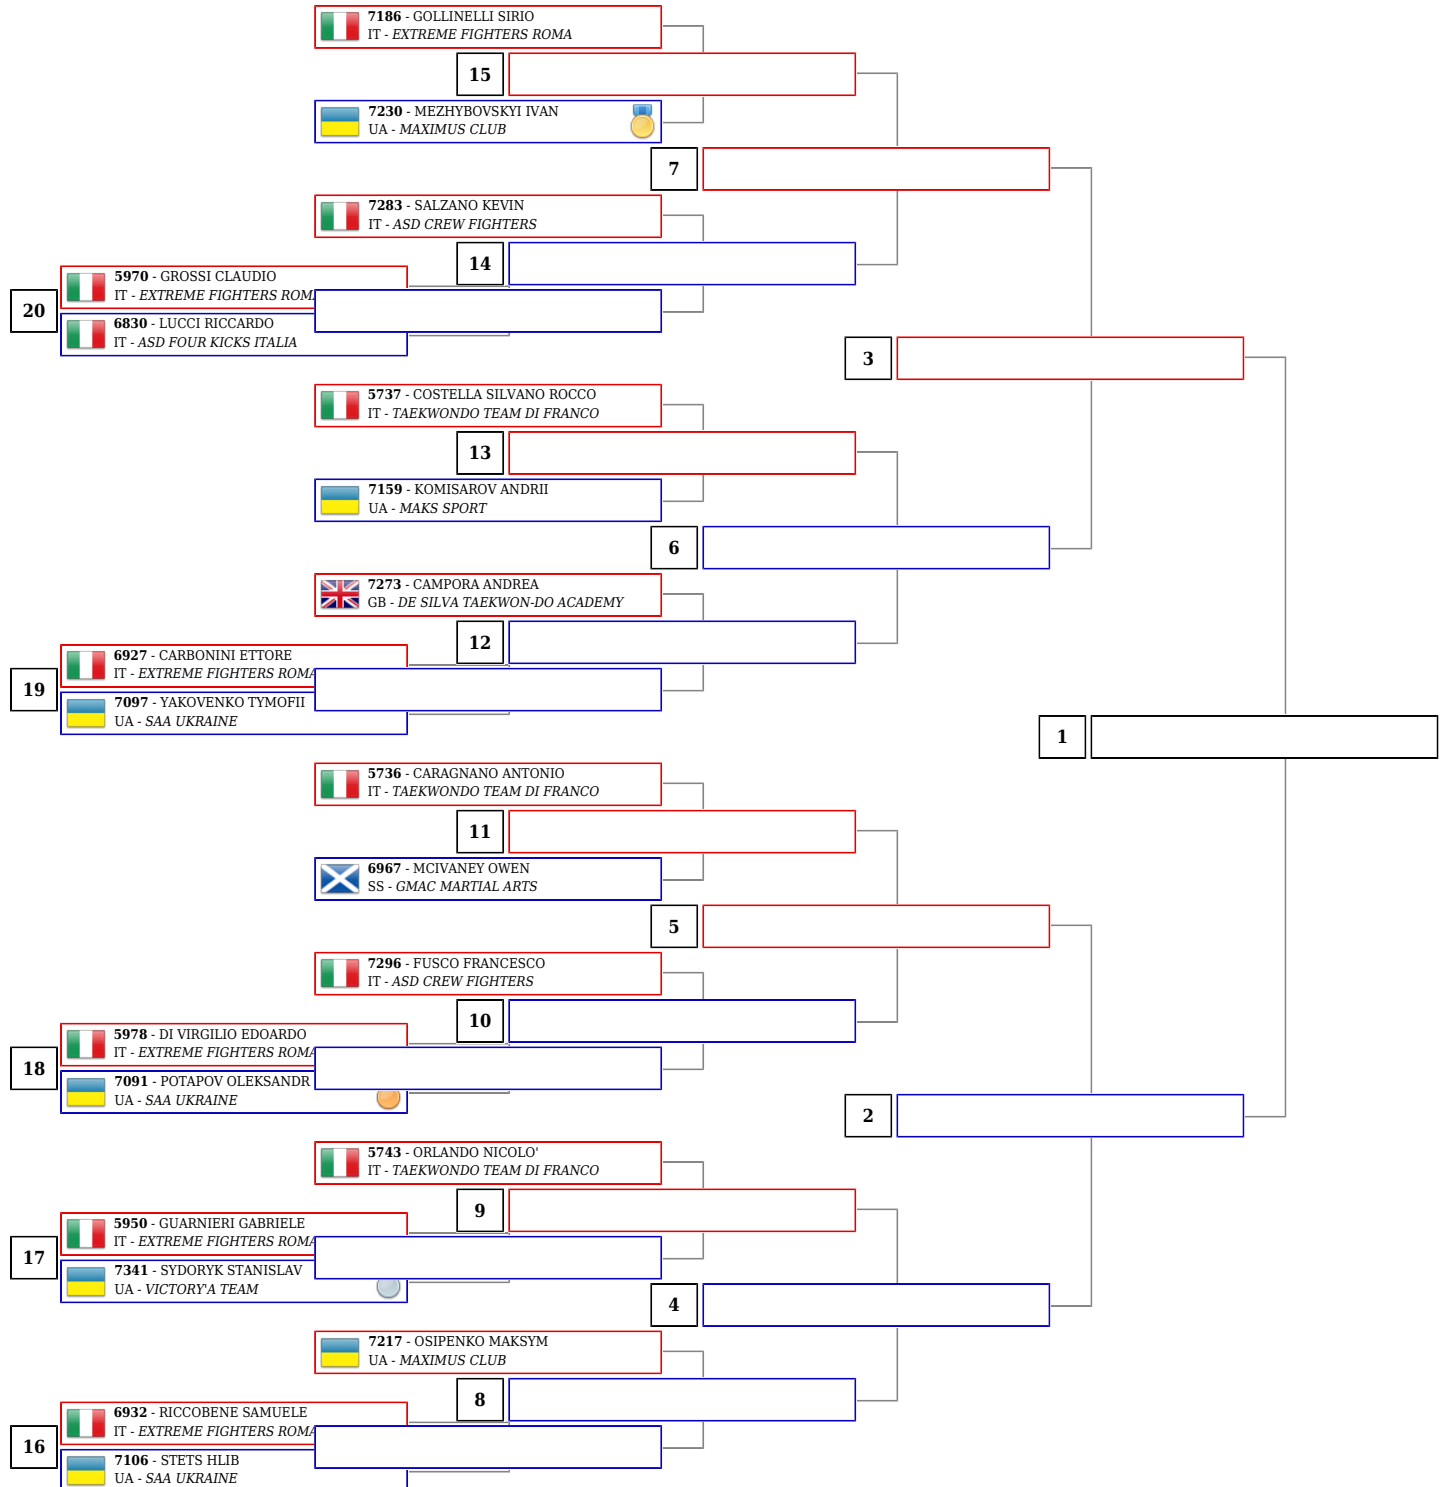 7186 - GOLLINELLI SIRIO
IT - EXTREME FIGHTERS ROMA
15
7230 - MEZHYBOVSKYI IVAN
UA - MAXIMUS CLUB
7
7283 - SALZANO KEVIN
IT - ASD CREW FIGHTERS
14
20
5970 - GROSSI CLAUDIO
IT - EXTREME FIGHTERS ROMA
6830 - LUCCI RICCARDO
IT - ASD FOUR KICKS ITALIA
3
5737 - COSTELLA SILVANO ROCCO
IT - TAEKWONDO TEAM DI FRANCO
13
7159 - KOMISAROV ANDRII
UA - MAKS SPORT
6
7273 - CAMPORA ANDREA
GB - DE SILVA TAEKWON-DO ACADEMY
12
19
6927 - CARBONINI ETTORE
IT - EXTREME FIGHTERS ROMA
7097 - YAKOVENKO TYMOFII
UA - SAA UKRAINE
1
5736 - CARAGNANO ANTONIO
IT - TAEKWONDO TEAM DI FRANCO
11
6967 - MCIVANEY OWEN
SS - GMAC MARTIAL ARTS
5
7296 - FUSCO FRANCESCO
IT - ASD CREW FIGHTERS
10
18
5978 - DI VIRGILIO EDOARDO
IT - EXTREME FIGHTERS ROMA
7091 - POTAPOV OLEKSANDR
UA - SAA UKRAINE
2
5743 - ORLANDO NICOLO'
IT - TAEKWONDO TEAM DI FRANCO
9
17
5950 - GUARNIERI GABRIELE
IT - EXTREME FIGHTERS ROMA
7341 - SYDORYK STANISLAV
UA - VICTORY'A TEAM
4
7217 - OSIPENKO MAKSYM
UA - MAXIMUS CLUB
8
16
6932 - RICCOBENE SAMUELE
IT - EXTREME FIGHTERS ROMA
7106 - STETS HLIB
UA - SAA UKRAINE